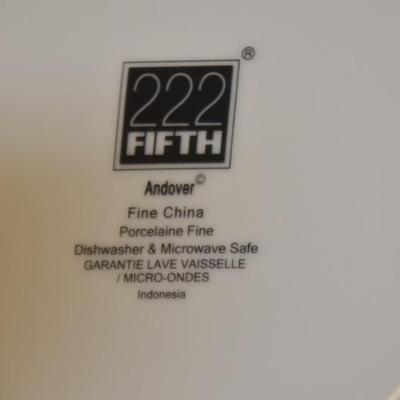 222
FIFTH®
Andover©
Fine China
Porcelaine Fine
Dishwasher & Microwave Safe
GARANTIE LAVE VAISSELLE
/ MICRO-ONDES
Indonesia